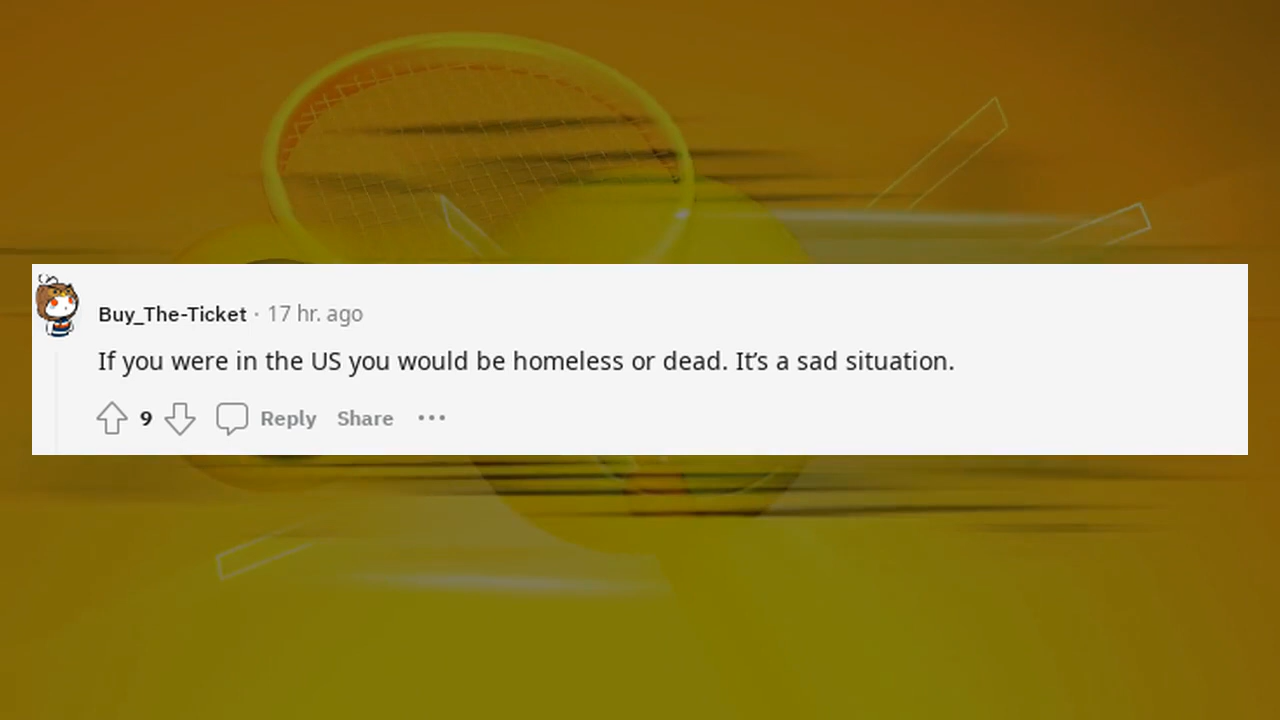 Buy_The-Ticket · 17 hr. ago
If you were in the US you would be homeless or dead. It’s a sad situation.
9 Reply Share ···